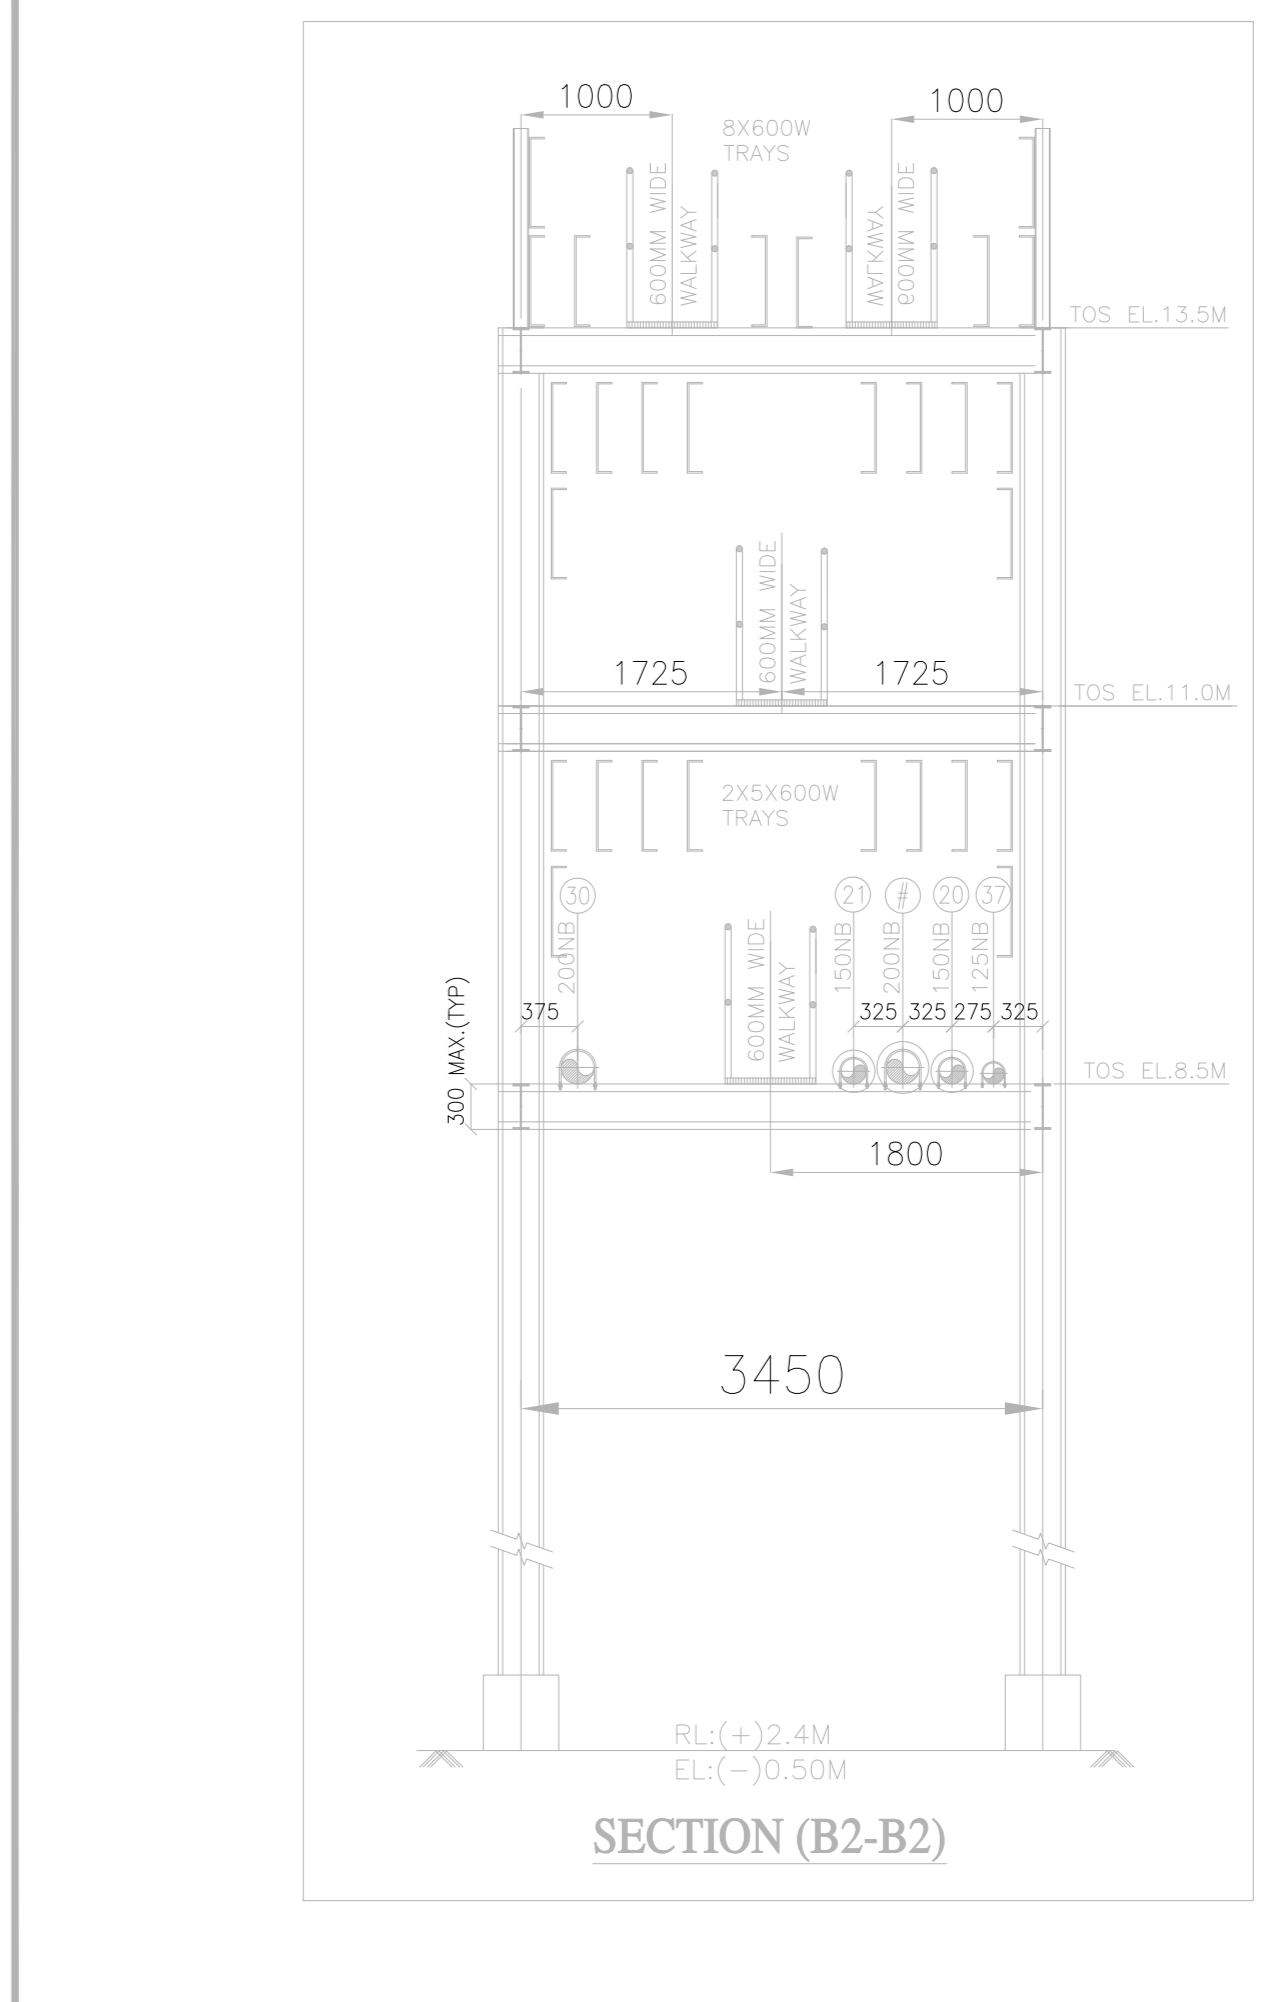 1000
1000
8X600W
TRAYS
600MM WIDE
WALKWAY
WALKWAY
600MM WIDE
TOS EL.13.5M
600MM WIDE
WALKWAY
1725
1725
TOS EL.11.0M
2X5X600W
TRAYS
30
21
#
20
37
200NB
150NB
200NB
150NB
125NB
600MM WIDE
WALKWAY
375
325
325
275
325
300 MAX.(TYP)
TOS EL.8.5M
1800
3450
RL:(+)2.4M
EL:(−)0.50M
SECTION (B2-B2)